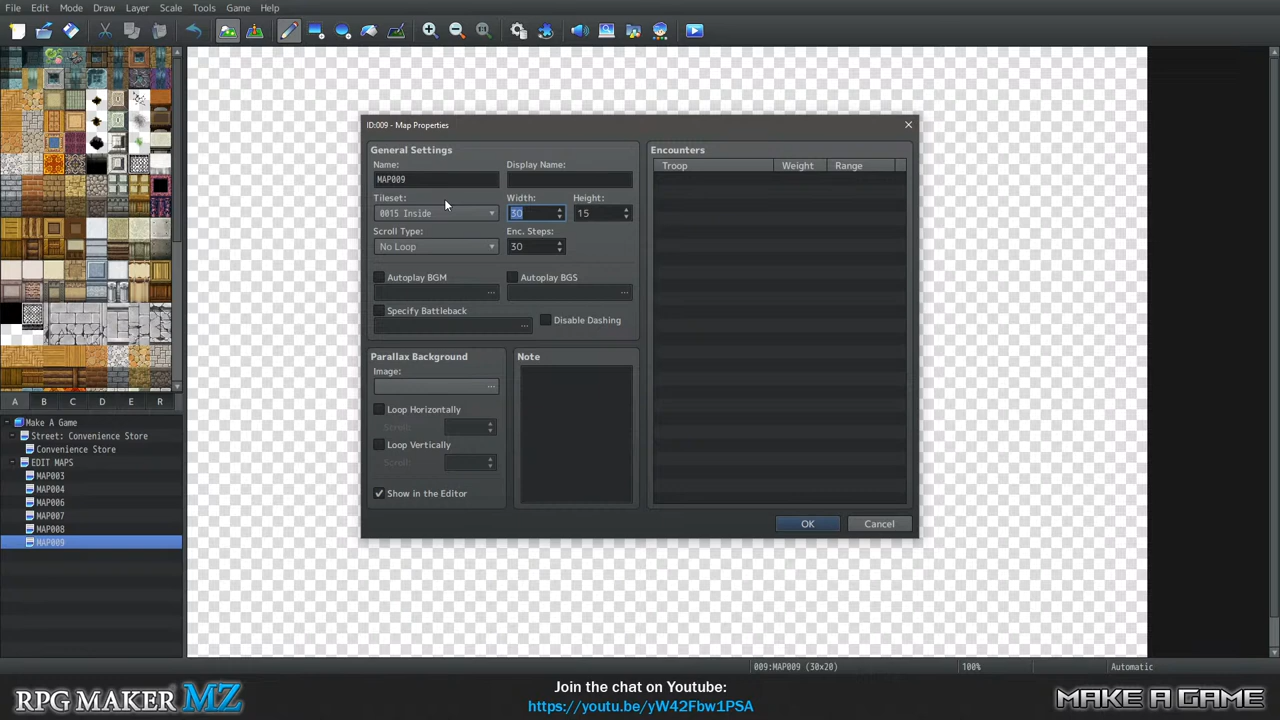 File Edit Mode Draw Layer Scale Tools Game Help
ID:009 - Map Properties
General Settings
Name:
Display Name:
MAP009
Tileset:
Width:
Height:
0015 Inside
30
15
Scroll Type:
Enc. Steps:
No Loop
30
Autoplay BGM
Autoplay BGS
...
...
Specify Battleback
Disable Dashing
...
Parallax Background
Image:
...
Loop Horizontally
Scroll:
Loop Vertically
Scroll:
Show in the Editor
Note
Encounters
Troop Weight Range
OK
Cancel
A B C D E R
Make A Game
Street: Convenience Store
Convenience Store
EDIT MAPS
MAP003
MAP004
MAP006
MAP007
MAP008
MAP009
009:MAP009 (30x20)
100%
Automatic
RPG MAKER MZ
Join the chat on Youtube:
https://youtu.be/yW42Fbw1PSA
MAKE A GAME